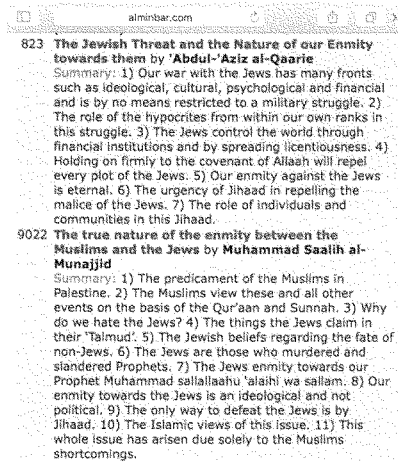 alminbar.com
823 The Jewish Threat and the Nature of our Enmity
towards them by 'Abdul-'Aziz al-Qaarie
Summary: 1) Our war with the Jews has many fronts
such as ideological, cultural, psychological and financial
and is by no means restricted to a military struggle. 2)
The role of the hypocrites from within our own ranks in
this struggle. 3) The Jews control the world through
financial institutions and by spreading licentiousness. 4)
Holding on firmly to the covenant of Allaah will repel
every plot of the Jews. 5) Our enmity against the Jews
is eternal. 6) The urgency of Jihaad in repelling the
malice of the Jews. 7) The role of individuals and
communities in this Jihaad.
9022 The true nature of the enmity between the
Muslims and the Jews by Muhammad Saalih al-
Munajjid
Summary: 1) The predicament of the Muslims in
Palestine. 2) The Muslims view these and all other
events on the basis of the Qur'aan and Sunnah. 3) Why
do we hate the Jews? 4) The things the Jews claim in
their 'Talmud'. 5) The Jewish beliefs regarding the fate of
non-Jews. 6) The Jews are those who murdered and
slandered Prophets. 7) The Jews enmity towards our
Prophet Muhammad sallallaahu 'alaihi wa sallam. 8) Our
enmity towards the Jews is an ideological and not
political. 9) The only way to defeat the Jews is by
Jihaad. 10) The Islamic views of this issue. 11) This
whole issue has arisen due solely to the Muslims
shortcomings.